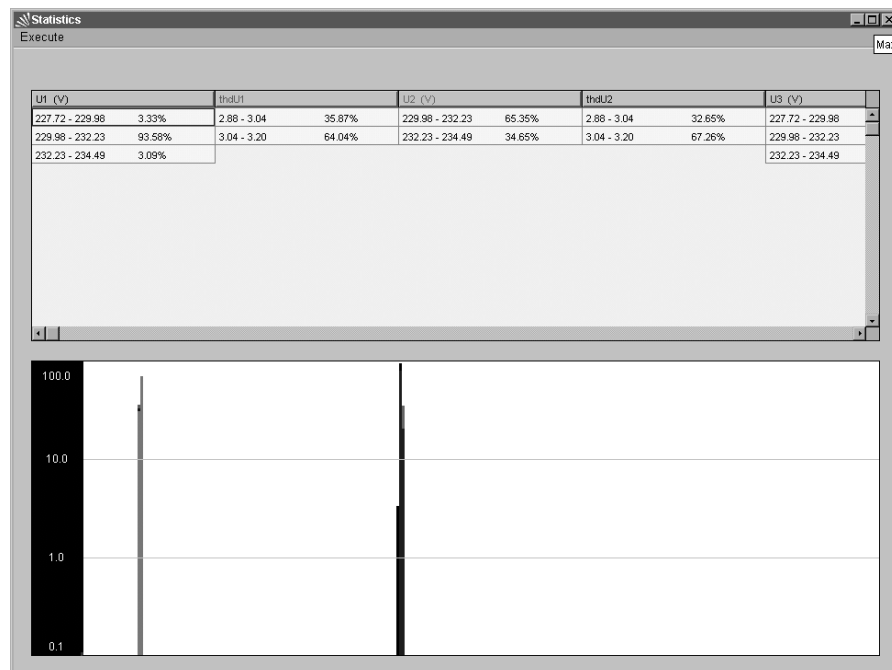 Statistics
Execute
Ma
U1 (V) thdU1 U2 (V) thdU2 U3 (V)
227.72 - 229.98 3.33% 2.88 - 3.04 35.87% 229.98 - 232.23 65.35% 2.88 - 3.04 32.65% 227.72 - 229.98
229.98 - 232.23 93.58% 3.04 - 3.20 64.04% 232.23 - 234.49 34.65% 3.04 - 3.20 67.26% 229.98 - 232.23
232.23 - 234.49 3.09% 232.23 - 234.49
100.0
10.0
1.0
0.1